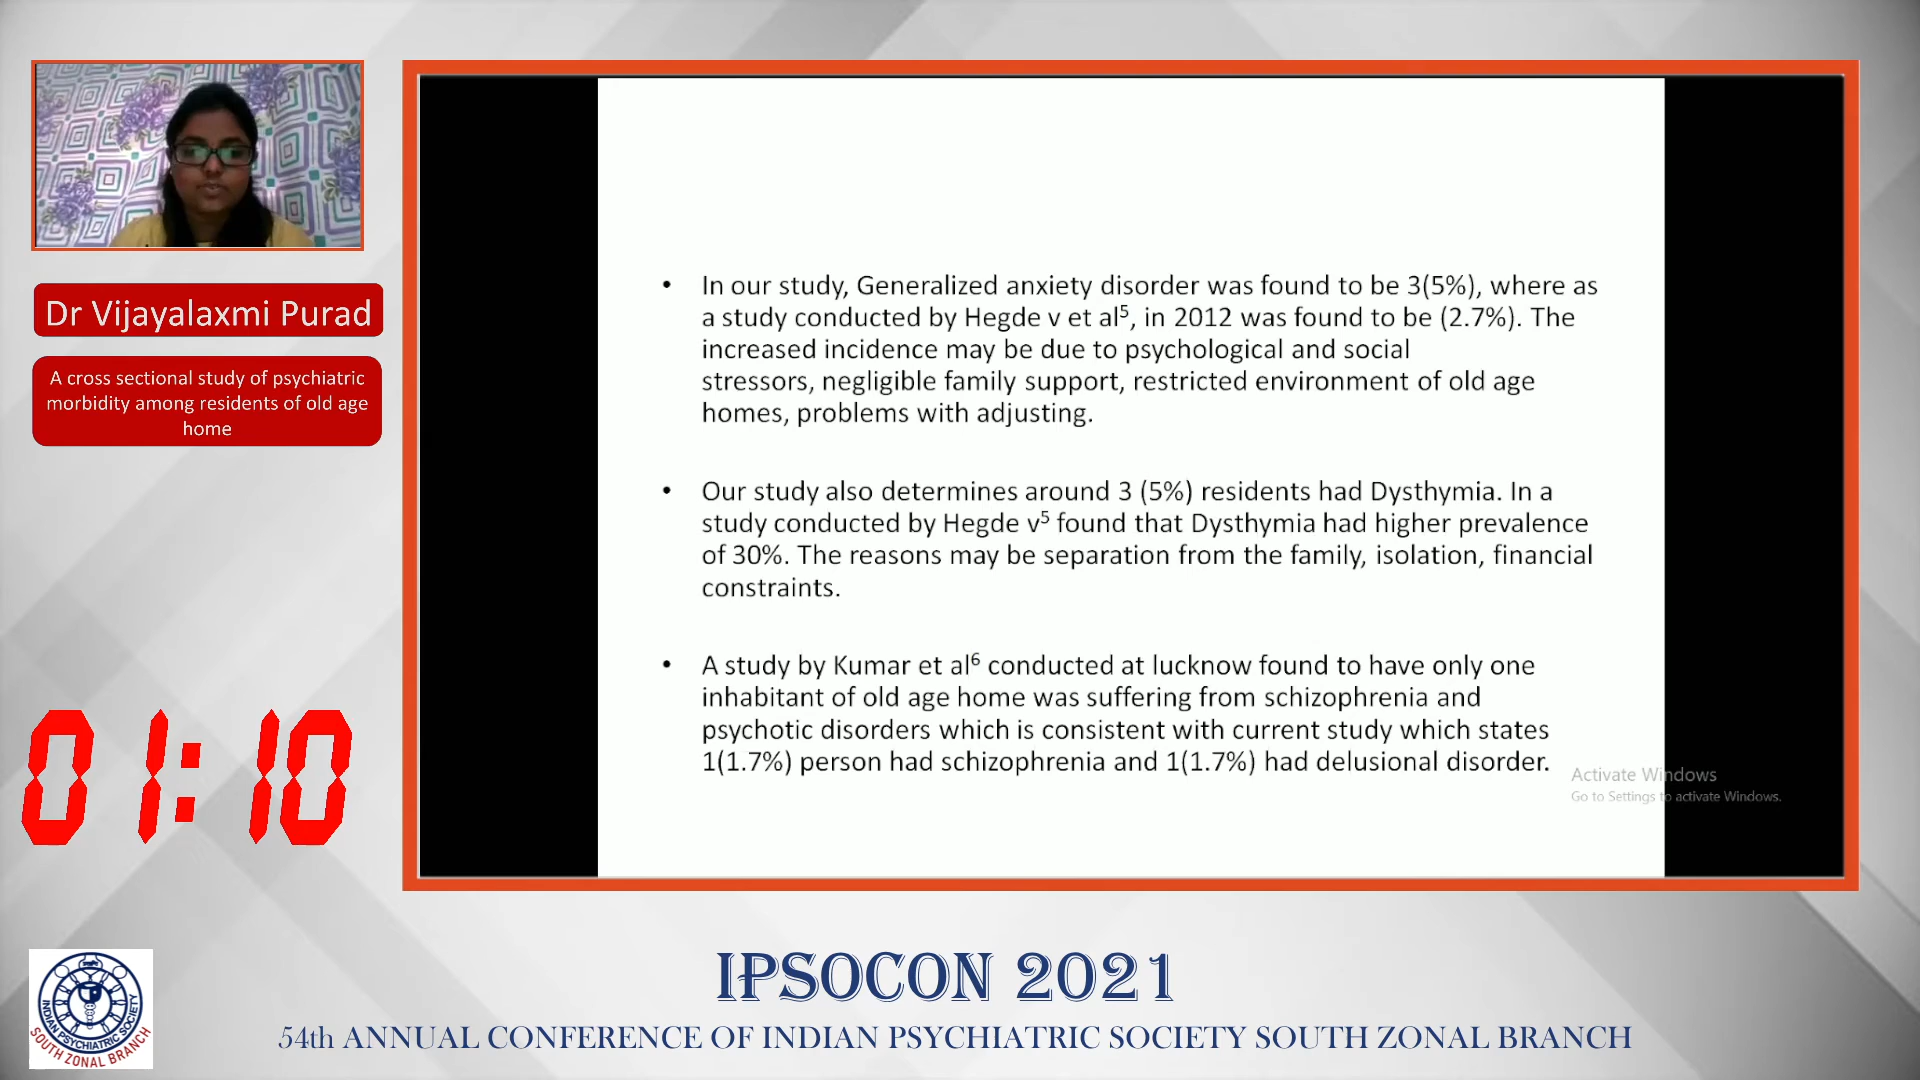 Dr Vijayalaxmi Purad
A cross sectional study of psychiatric
morbidity among residents of old age
home
01:10
• In our study, Generalized anxiety disorder was found to be 3(5%), where as
a study conducted by Hegde v et al⁵, in 2012 was found to be (2.7%). The
increased incidence may be due to psychological and social
stressors, negligible family support, restricted environment of old age
homes, problems with adjusting.
• Our study also determines around 3 (5%) residents had Dysthymia. In a
study conducted by Hegde v⁵ found that Dysthymia had higher prevalence
of 30%. The reasons may be separation from the family, isolation, financial
constraints.
• A study by Kumar et al⁶ conducted at lucknow found to have only one
inhabitant of old age home was suffering from schizophrenia and
psychotic disorders which is consistent with current study which states
1(1.7%) person had schizophrenia and 1(1.7%) had delusional disorder.
Activate Windows
Go to Settings to activate Windows.
INDIAN PSYCHIATRIC SOCIETY
SOUTH ZONAL BRANCH
IPSOCON 2021
54th ANNUAL CONFERENCE OF INDIAN PSYCHIATRIC SOCIETY SOUTH ZONAL BRANCH